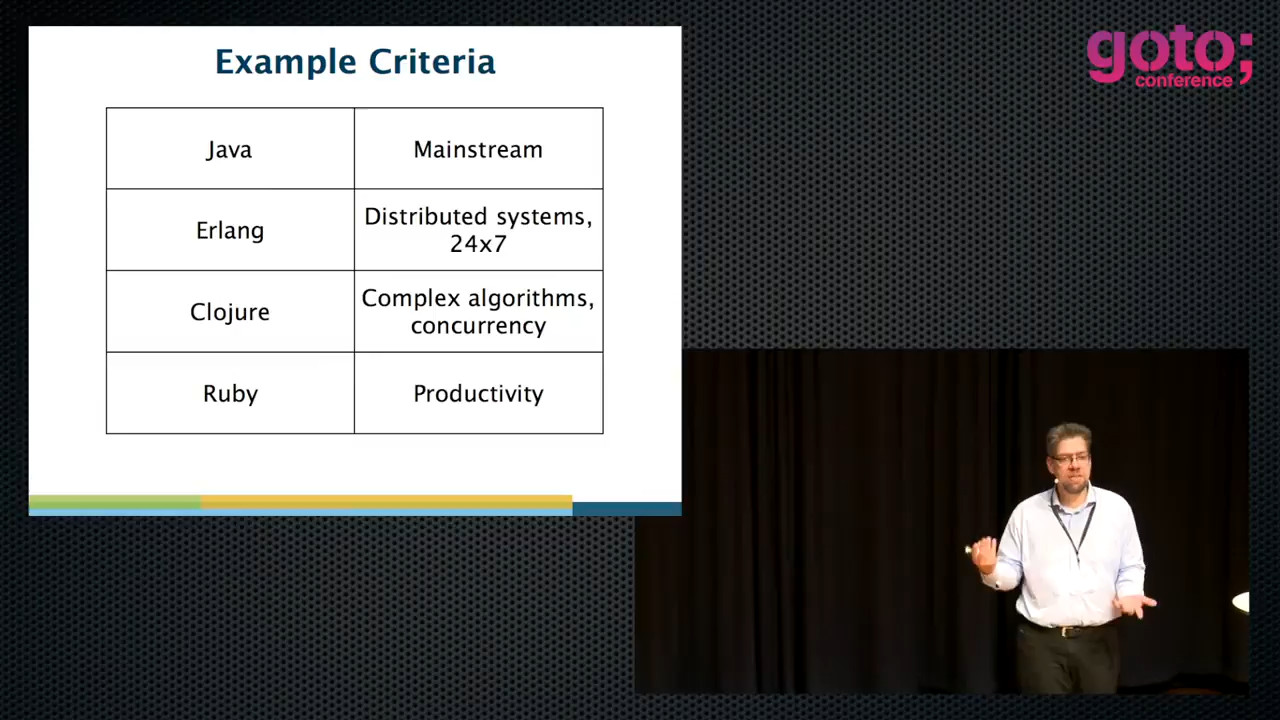 Example Criteria
Java
Mainstream
Erlang
Distributed systems,
24x7
Clojure
Complex algorithms,
concurrency
Ruby
Productivity
goto;
conference